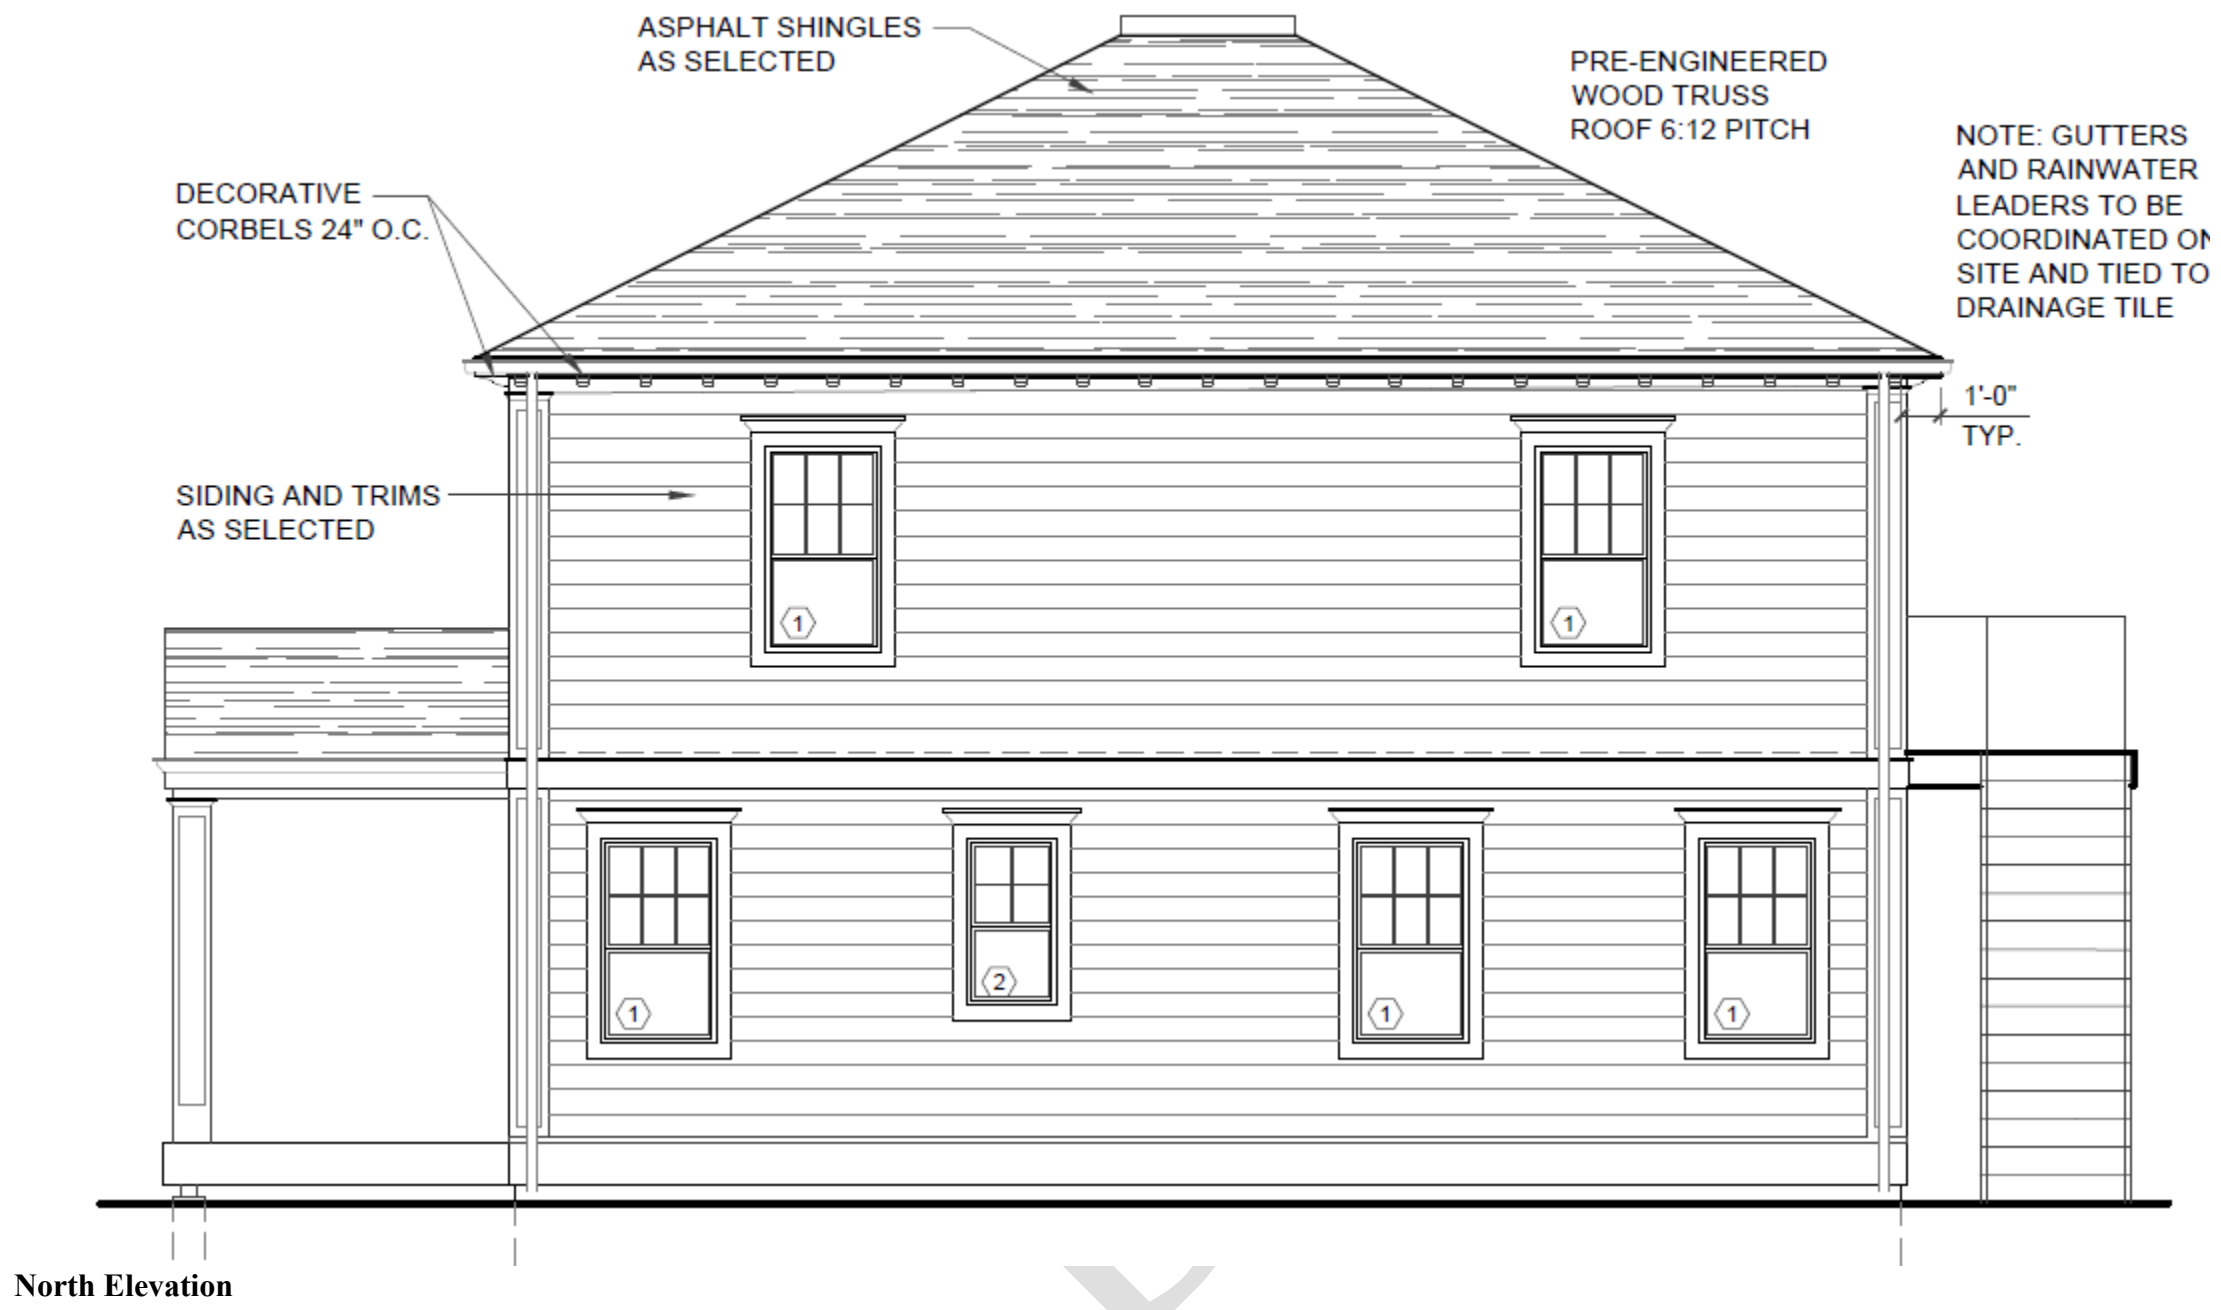 ASPHALT SHINGLES
AS SELECTED
PRE-ENGINEERED
WOOD TRUSS
ROOF 6:12 PITCH
NOTE: GUTTERS
AND RAINWATER
LEADERS TO BE
COORDINATED ON
SITE AND TIED TO
DRAINAGE TILE
DECORATIVE
CORBELS 24" O.C.
1'-0"
TYP.
SIDING AND TRIMS
AS SELECTED
1
1
2
1
1
1
North Elevation